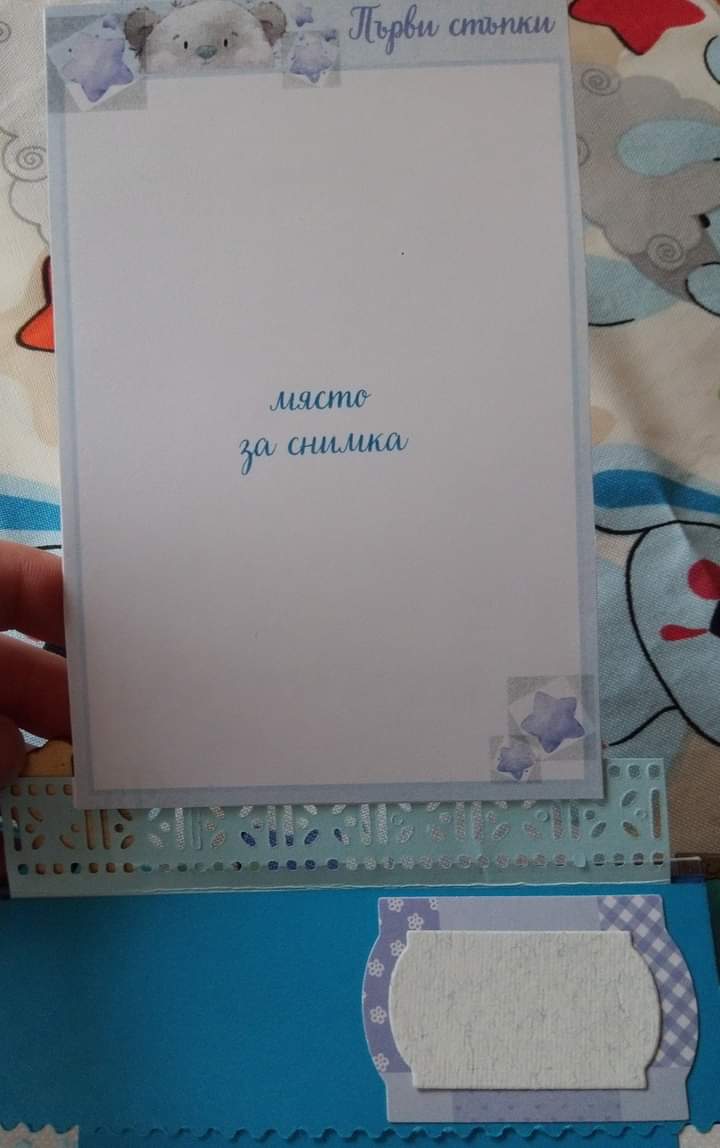 Първи стъпки
място
за снимка